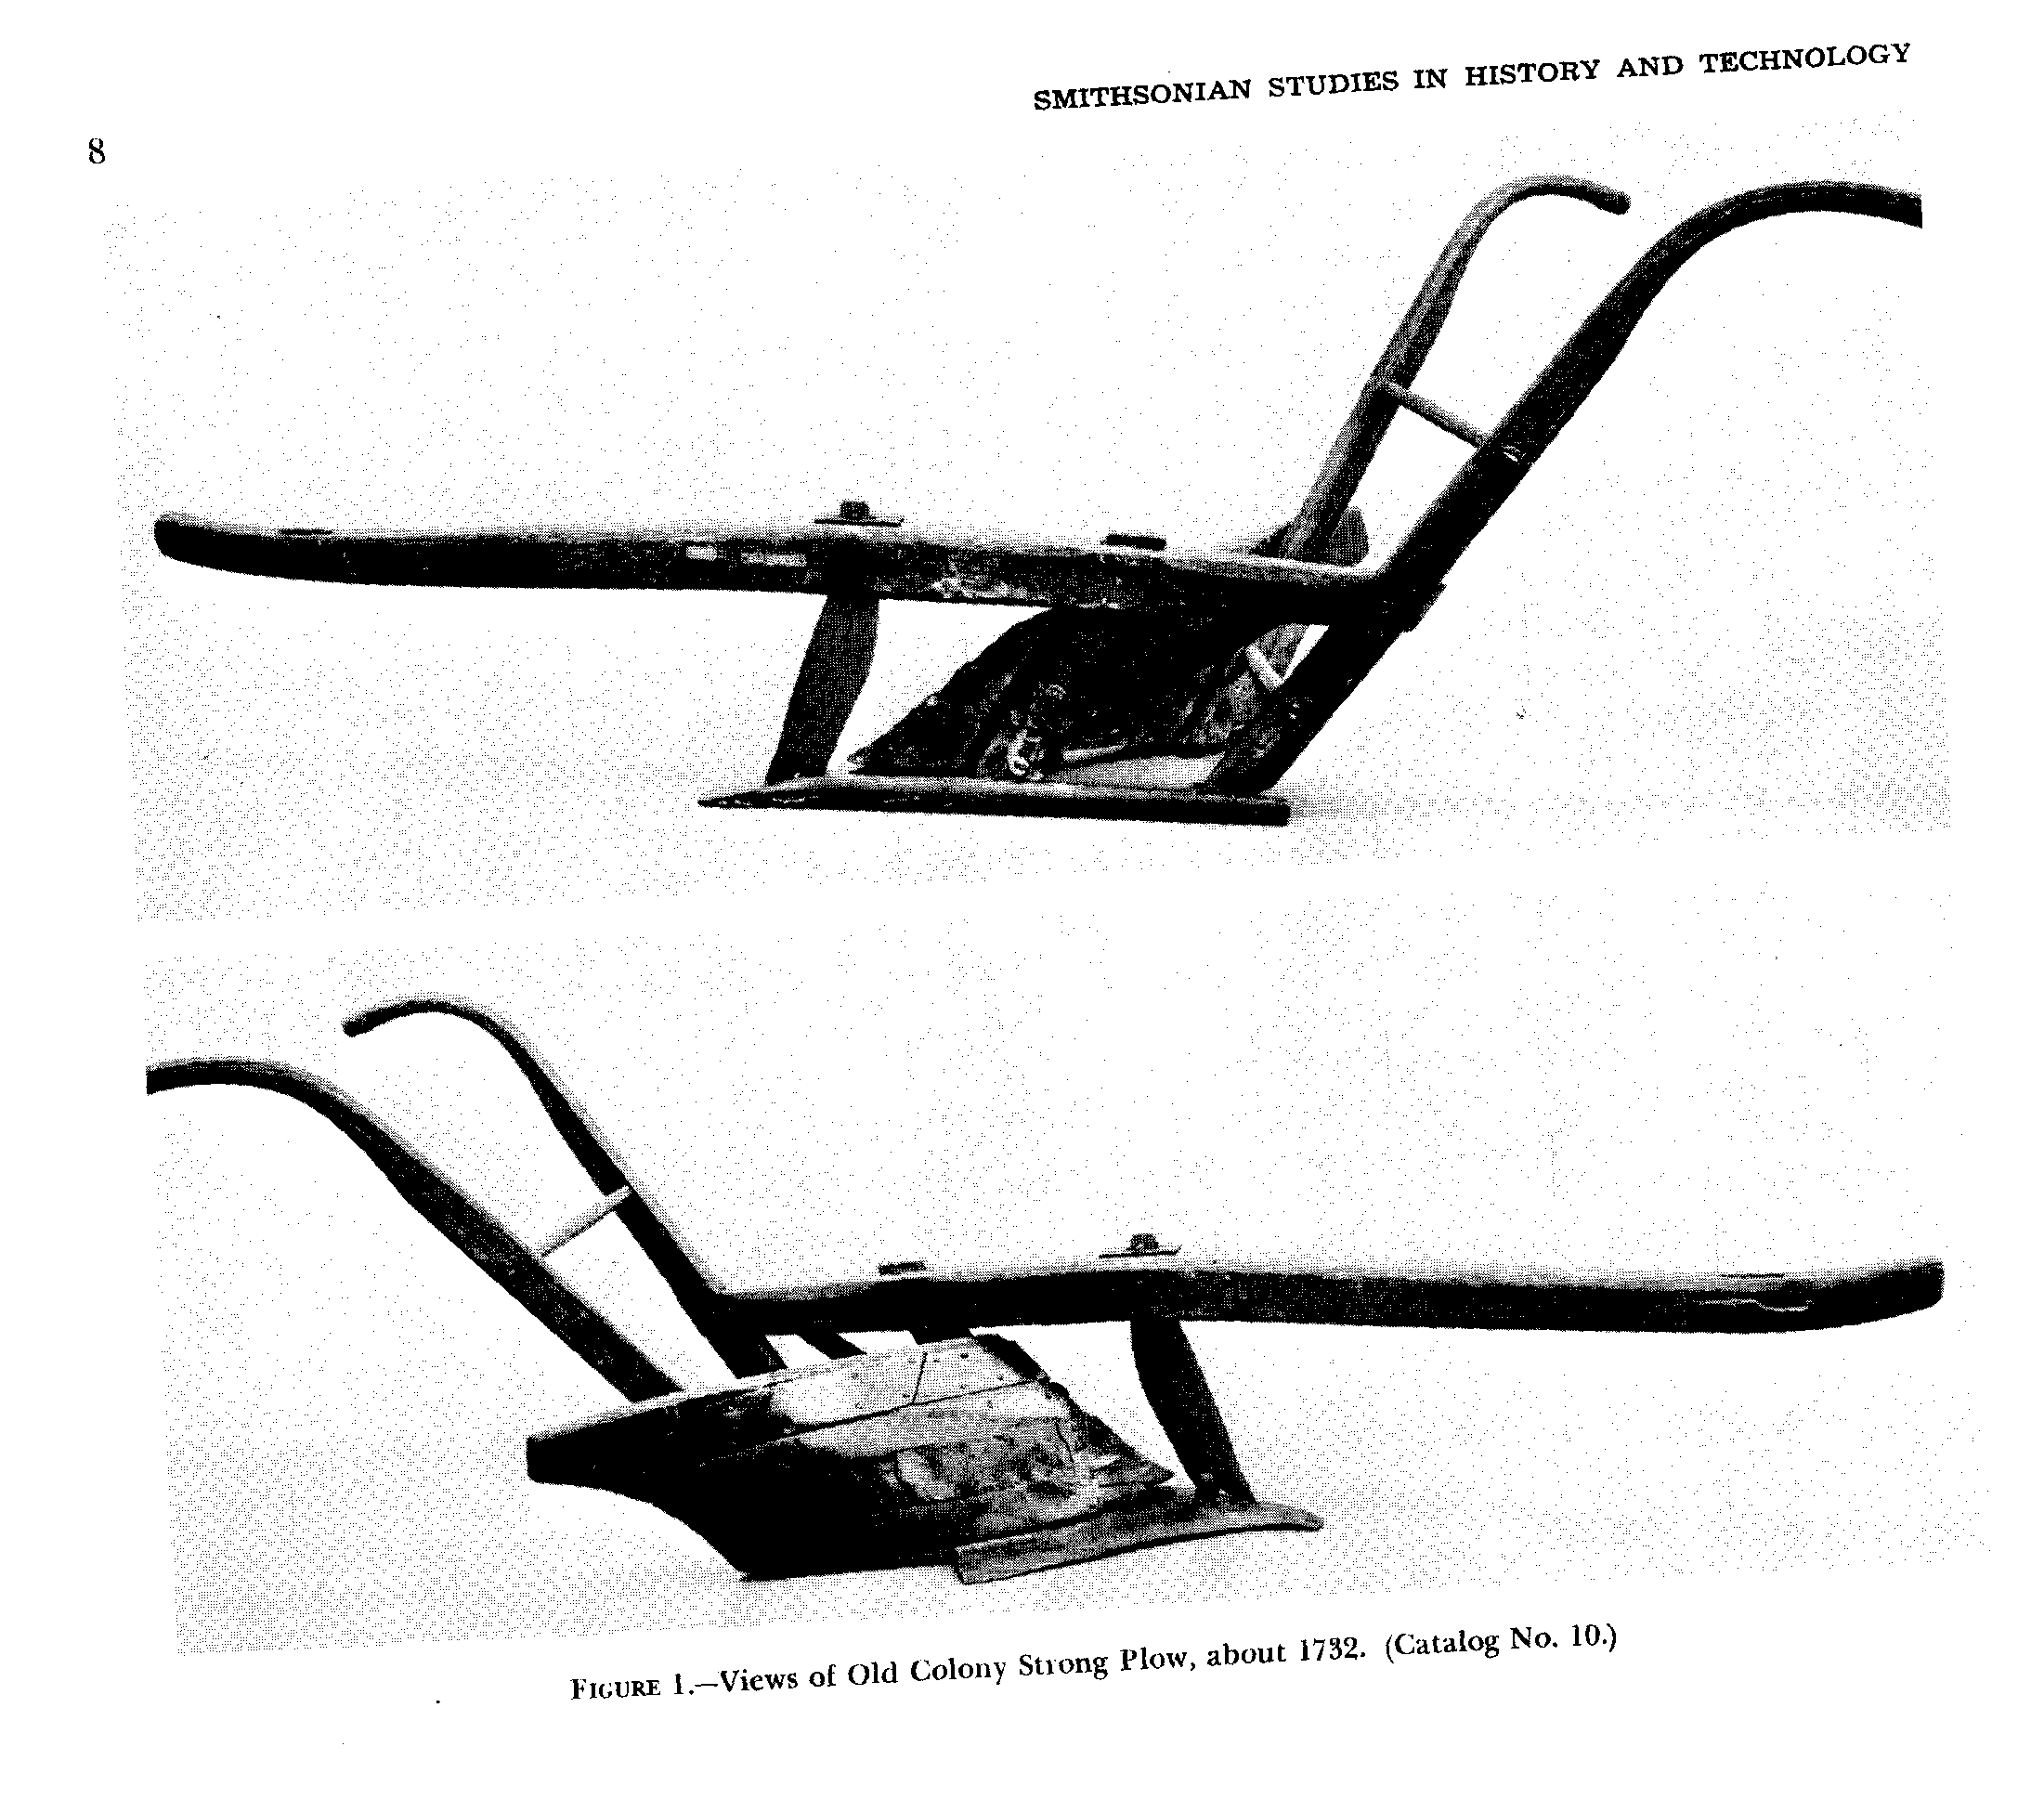 8
SMITHSONIAN STUDIES IN HISTORY AND TECHNOLOGY
FIGURE 1.—Views of Old Colony Strong Plow, about 1732. (Catalog No. 10.)